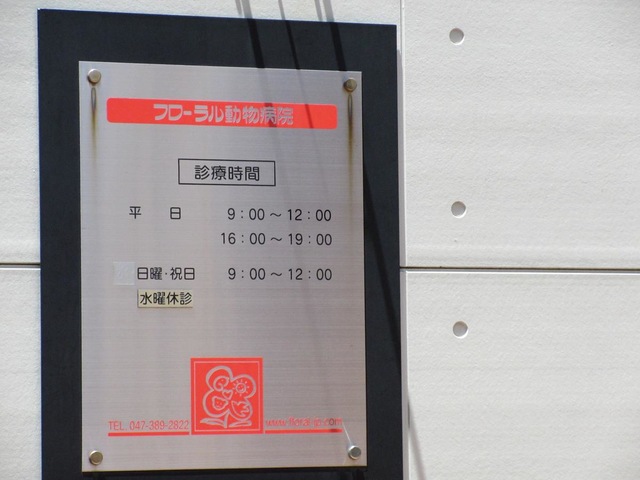 フローラル動物病院
診療時間
平 日 9:00～12:00
16:00～19:00
日曜・祝日 9:00～12:00
水曜休診
TEL. 047-389-2822